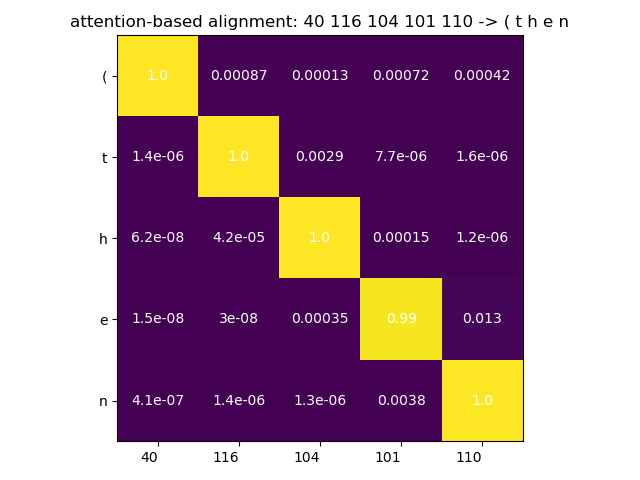 attention-based alignment: 40 116 104 101 110 -> ( t h e n
( 1.0 0.00087 0.00013 0.00072 0.00042
t 1.4e-06 1.0 0.0029 7.7e-06 1.6e-06
h 6.2e-08 4.2e-05 1.0 0.00015 1.2e-06
e 1.5e-08 3e-08 0.00035 0.99 0.013
n 4.1e-07 1.4e-06 1.3e-06 0.0038 1.0
40 116 104 101 110